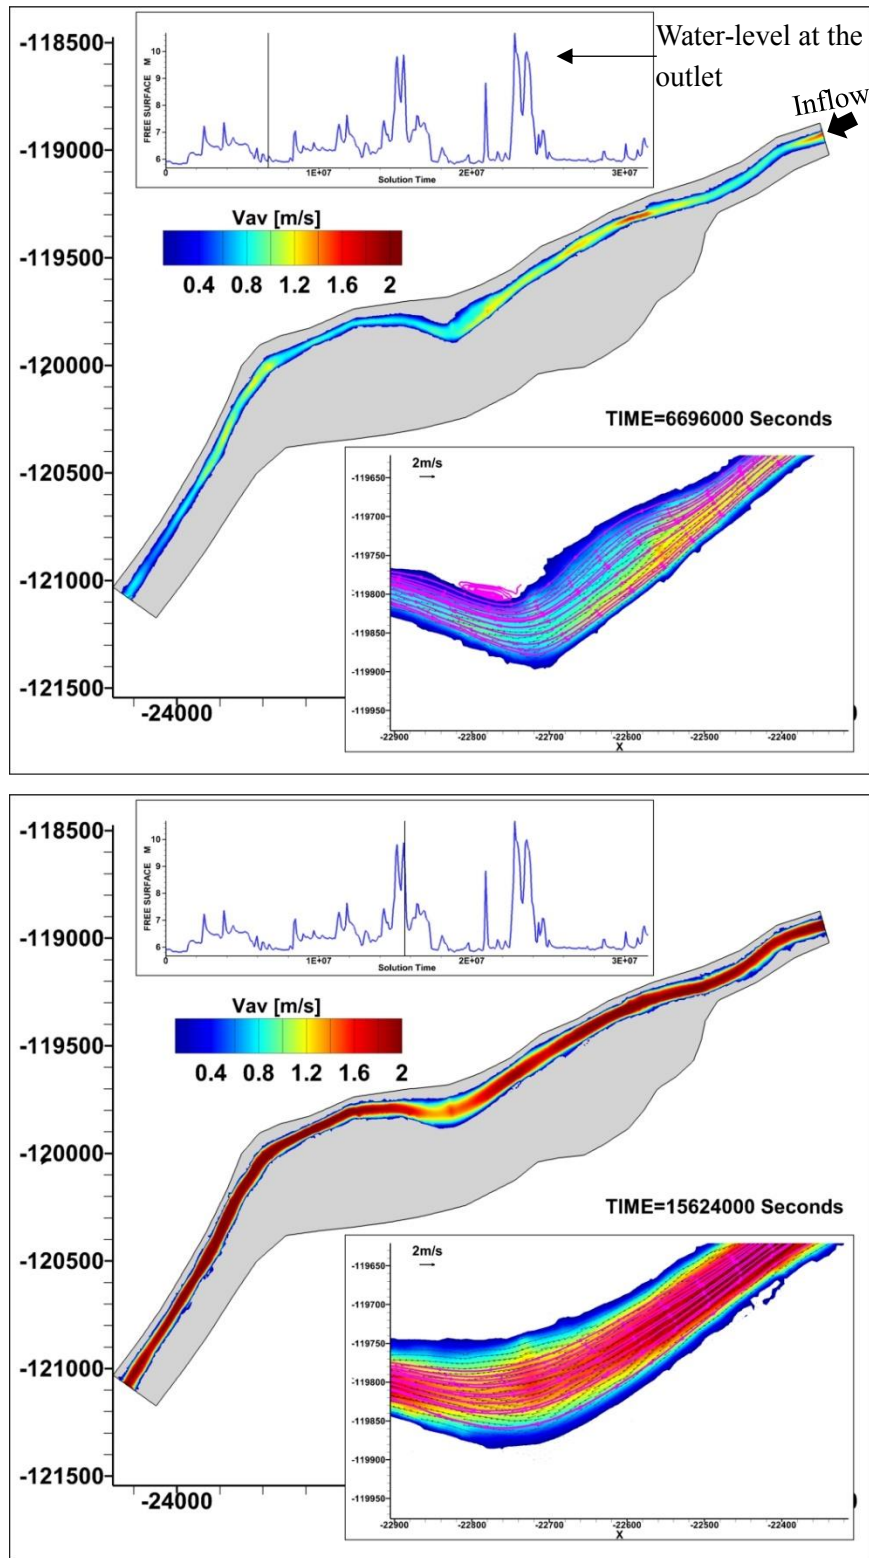 Water-level at the
outlet
Inflow
-118500
-119000
-119500
-120000
-120500
-121000
-121500
-24000
FREE SURFACE M
10
9
8
7
6
0 1E+07 2E+07 3E+07
Solution Time
Vav [m/s]
0.4 0.8 1.2 1.6 2
TIME=6696000 Seconds
2m/s
-119650
-119700
-119750
-119800
-119850
-119900
-119950
-22900 -22800 -22700 -22600 -22500 -22400
X
-118500
-119000
-119500
-120000
-120500
-121000
-121500
-24000
FREE SURFACE M
10
9
8
7
6
0 1E+07 2E+07 3E+07
Solution Time
Vav [m/s]
0.4 0.8 1.2 1.6 2
TIME=15624000 Seconds
2m/s
-119650
-119700
-119750
-119800
-119850
-119900
-119950
-22900 -22800 -22700 -22600 -22500 -22400
X